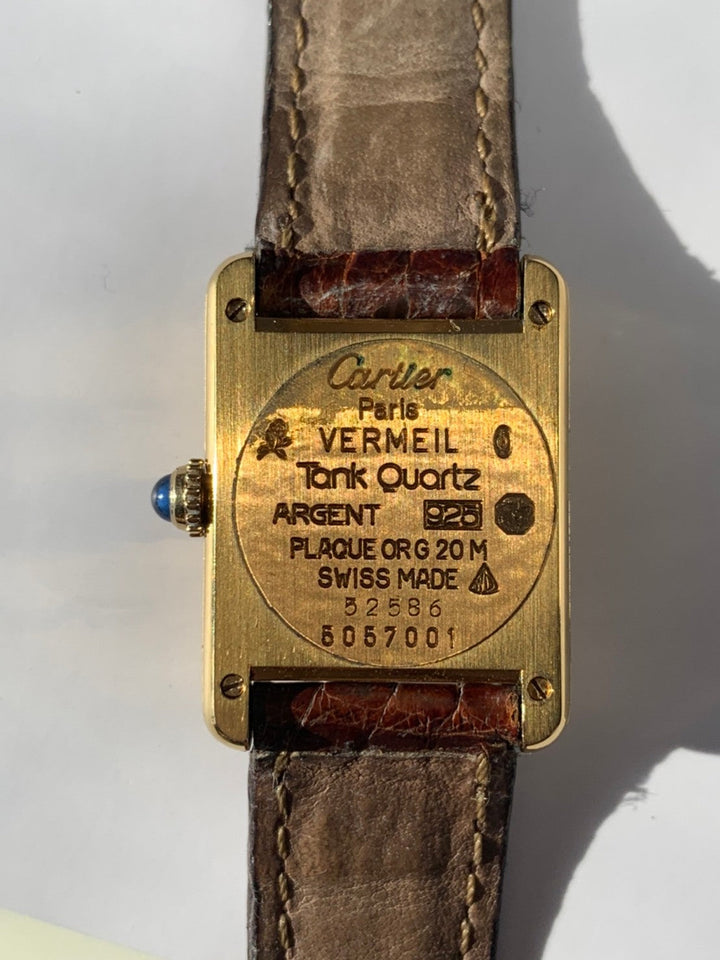 Cartier
Paris
VERMEIL
Tank Quartz
ARGENT 925
PLAQUE OR G 20 M
SWISS MADE
52586
5057001